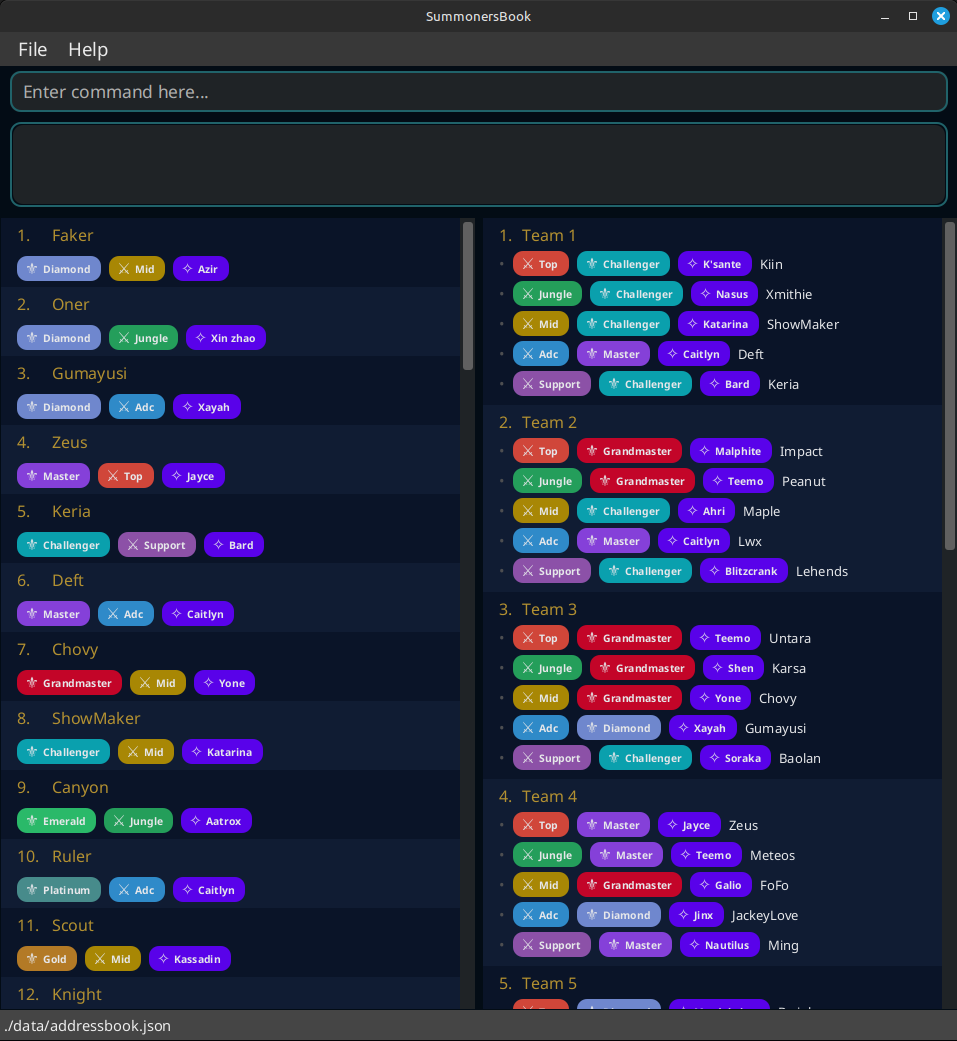 SummonersBook
File Help
Enter command here...
1. Faker
Diamond Mid Azir
2. Oner
Diamond Jungle Xin zhao
3. Gumayusi
Diamond Adc Xayah
4. Zeus
Master Top Jayce
5. Keria
Challenger Support Bard
6. Deft
Master Adc Caitlyn
7. Chovy
Grandmaster Mid Yone
8. ShowMaker
Challenger Mid Katarina
9. Canyon
Emerald Jungle Aatrox
10. Ruler
Platinum Adc Caitlyn
11. Scout
Gold Mid Kassadin
12. Knight
1. Team 1
Top Challenger K'sante Kiin
Jungle Challenger Nasus Xmithie
Mid Challenger Katarina ShowMaker
Adc Master Caitlyn Deft
Support Challenger Bard Keria
2. Team 2
Top Grandmaster Malphite Impact
Jungle Grandmaster Teemo Peanut
Mid Challenger Ahri Maple
Adc Master Caitlyn Lwx
Support Challenger Blitzcrank Lehends
3. Team 3
Top Grandmaster Teemo Untara
Jungle Grandmaster Shen Karsa
Mid Grandmaster Yone Chovy
Adc Diamond Xayah Gumayusi
Support Challenger Soraka Baolan
4. Team 4
Top Master Jayce Zeus
Jungle Master Teemo Meteos
Mid Grandmaster Galio FoFo
Adc Diamond Jinx JackeyLove
Support Master Nautilus Ming
5. Team 5
./data/addressbook.json